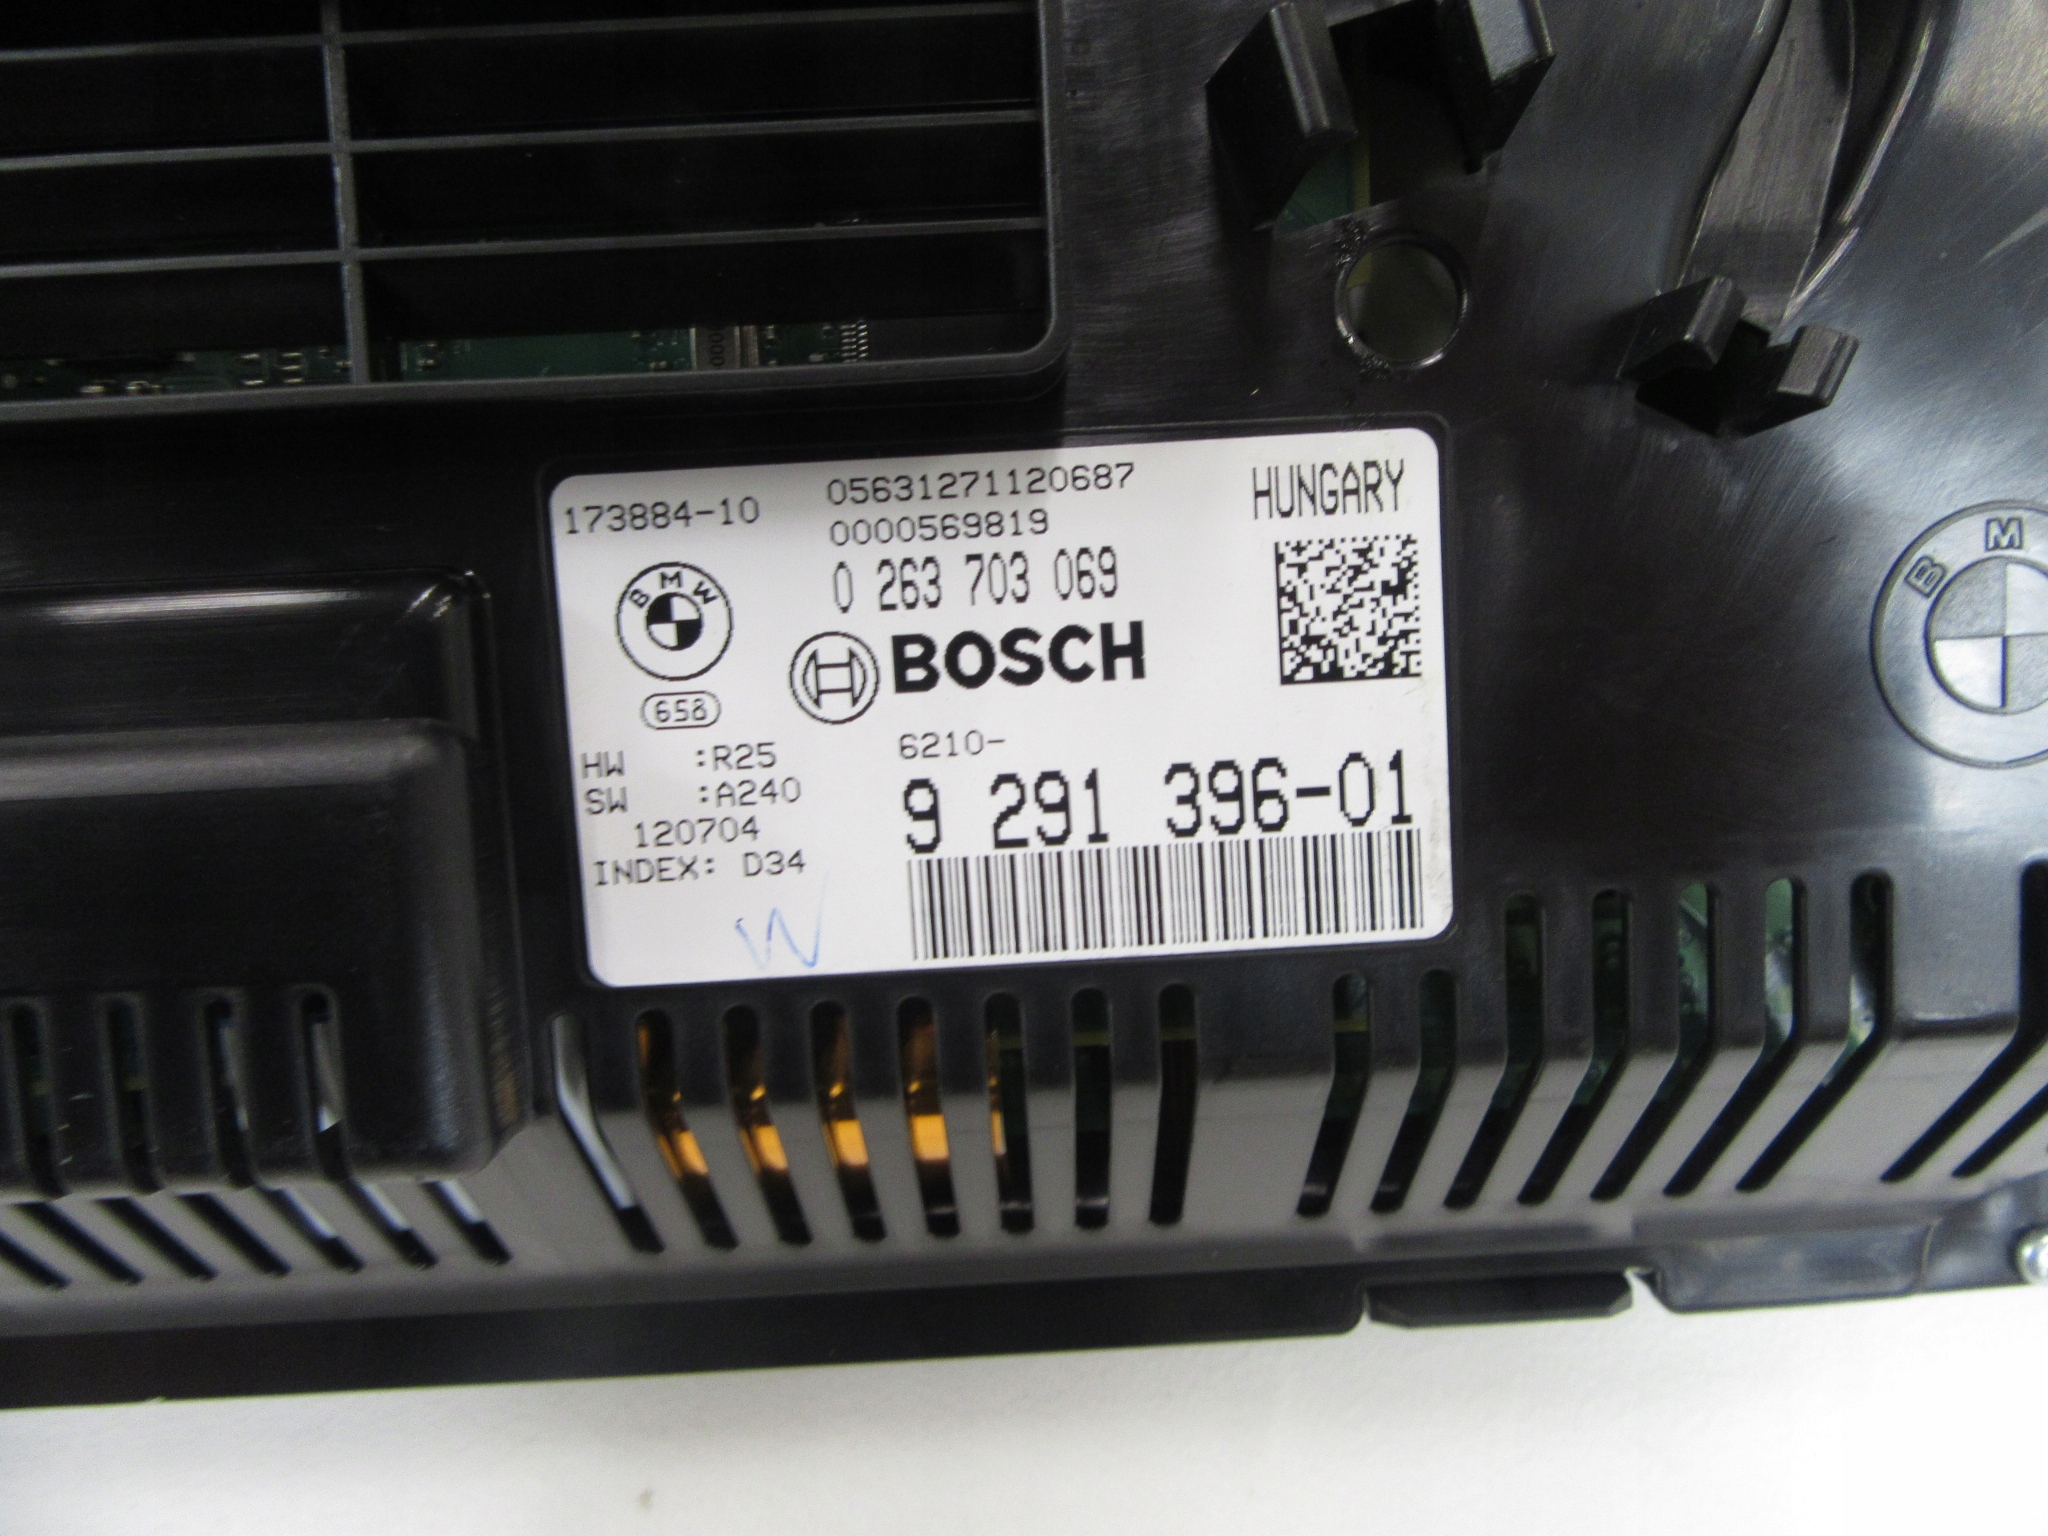 173884-10
05631271120687
0000569819
HUNGARY
0 263 703 069
BMW
BOSCH
658
HW :R25
SW :A240
120704
INDEX: D34
6210-
9 291 396-01
W
B M